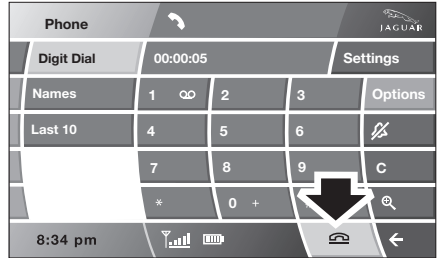 Phone JAGUAR
Digit Dial 00:00:05 Settings
Names 1 2 3 Options
Last 10 4 5 6
7 8 9 C
* 0 +
8:34 pm